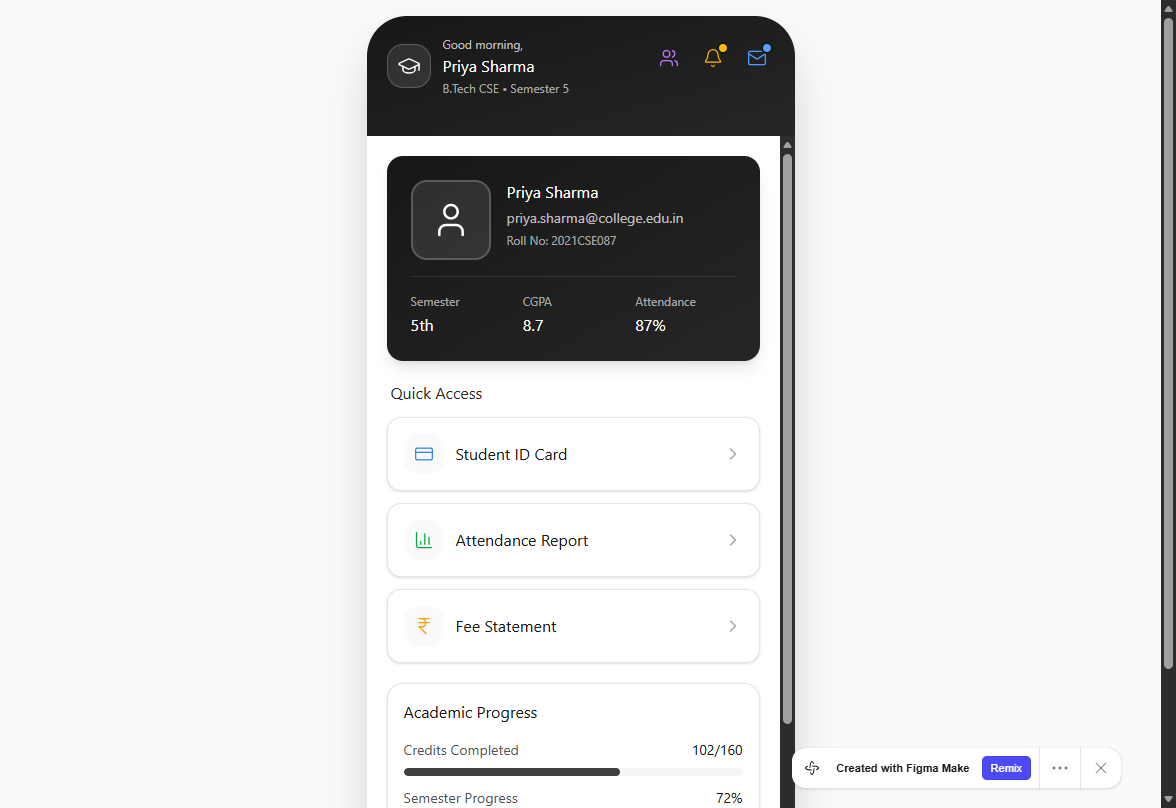 Good morning,
Priya Sharma
B.Tech CSE • Semester 5
Priya Sharma
priya.sharma@college.edu.in
Roll No: 2021CSE087
Semester CGPA Attendance
5th 8.7 87%
Quick Access
Student ID Card
Attendance Report
₹ Fee Statement
Academic Progress
Credits Completed 102/160
Semester Progress 72%
Created with Figma Make Remix